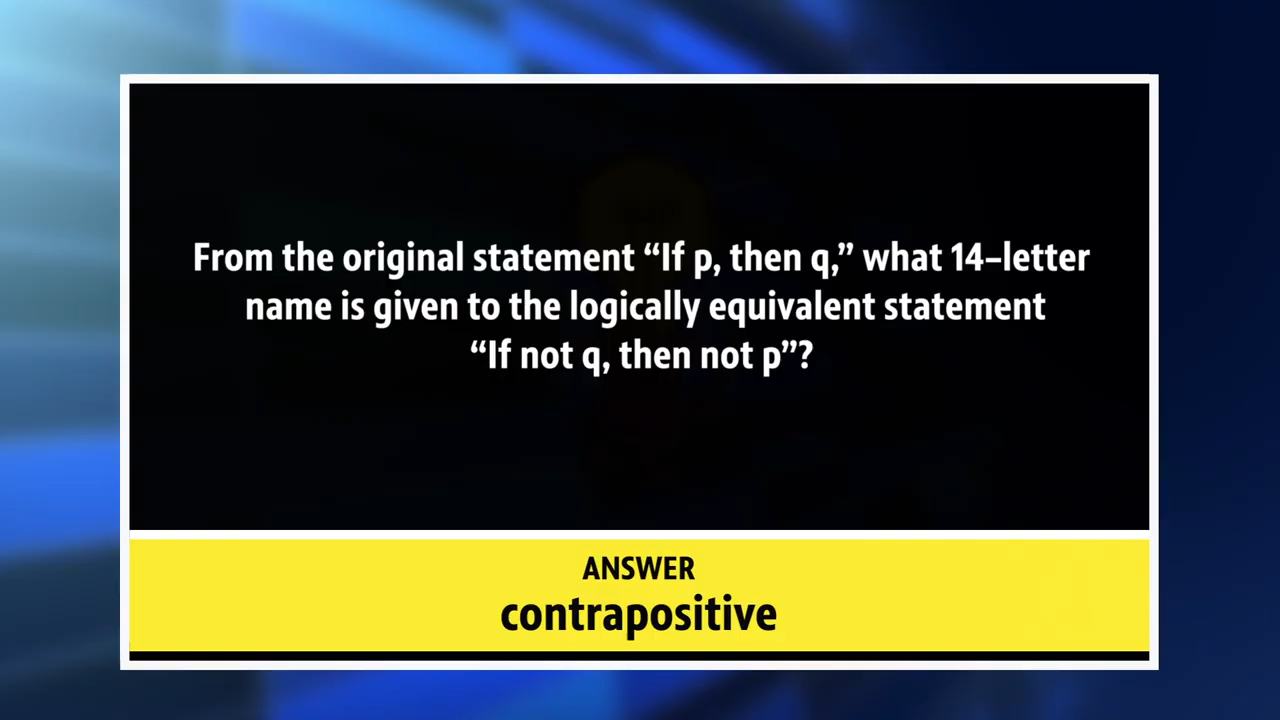 From the original statement “If p, then q,” what 14–letter
name is given to the logically equivalent statement
“If not q, then not p”?
ANSWER
contrapositive